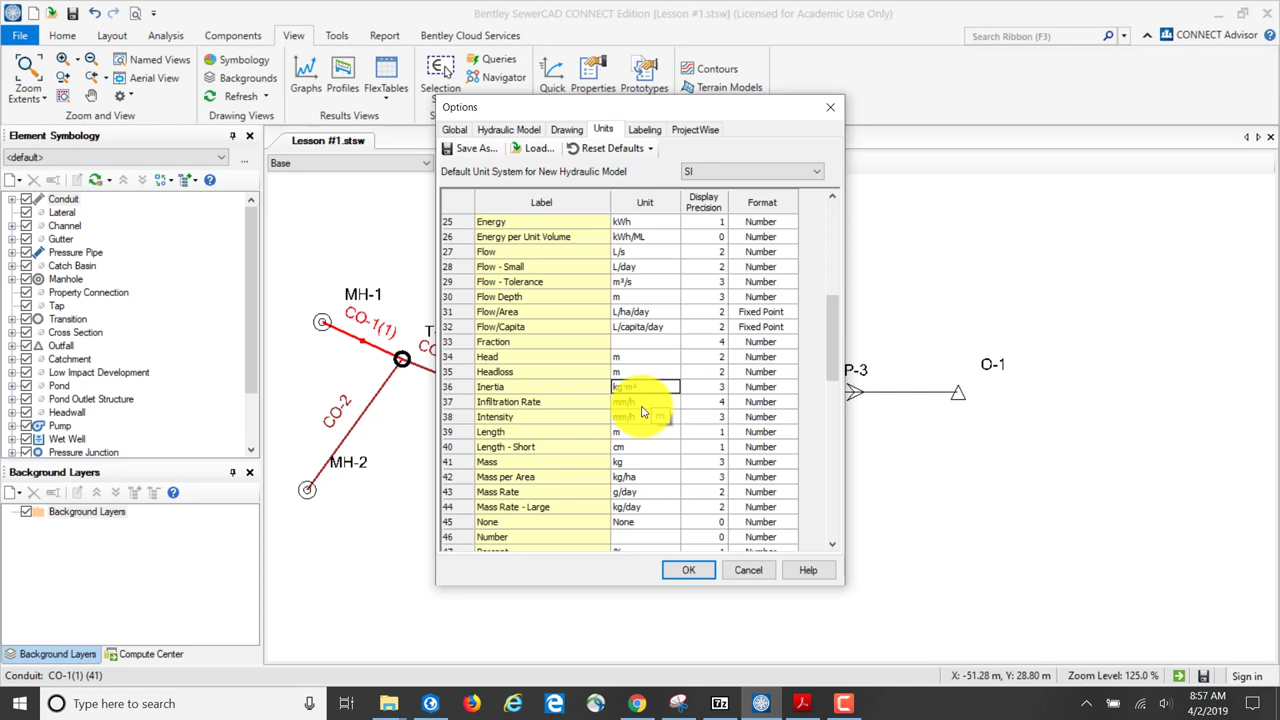 Bentley SewerCAD CONNECT Edition [Lesson #1.stsw] (Licensed for Academic Use Only)
File Home Layout Analysis Components View Tools Report Bentley Cloud Services Search Ribbon (F3) CONNECT Advisor
Zoom Extents
Named Views
Aerial View
Zoom and View
Symbology
Backgrounds
Refresh
Drawing Views
Graphs Profiles FlexTables
Results Views
Selection
Queries
Navigator
Quick Properties Prototypes
Contours
Terrain Models
Element Symbology
<default>
...
Conduit
Lateral
Channel
Gutter
Pressure Pipe
Catch Basin
Manhole
Property Connection
Tap
Transition
Cross Section
Outfall
Catchment
Low Impact Development
Pond
Pond Outlet Structure
Headwall
Pump
Wet Well
Pressure Junction
Background Layers
Background Layers
Background Layers Compute Center
Lesson #1.stsw
Base
MH-1
CO-1(1)
CO-2
MH-2
P-3
O-1
Options
Global Hydraulic Model Drawing Units Labeling ProjectWise
Save As... Load... Reset Defaults
Default Unit System for New Hydraulic Model SI
Label Unit Display Precision Format
25 Energy kWh 1 Number
26 Energy per Unit Volume kWh/ML 0 Number
27 Flow L/s 2 Number
28 Flow - Small L/day 2 Number
29 Flow - Tolerance m³/s 3 Number
30 Flow Depth m 3 Number
31 Flow/Area L/ha/day 2 Fixed Point
32 Flow/Capita L/capita/day 2 Fixed Point
33 Fraction 4 Number
34 Head m 2 Number
35 Headloss m 2 Number
36 Inertia kg·m² 3 Number
37 Infiltration Rate mm/h 4 Number
38 Intensity mm/h 3 Number
39 Length m 1 Number
40 Length - Short cm 1 Number
41 Mass kg 3 Number
42 Mass per Area kg/ha 3 Number
43 Mass Rate g/day 2 Number
44 Mass Rate - Large kg/day 2 Number
45 None None 0 Number
46 Number 0 Number
OK Cancel Help
Conduit: CO-1(1) (41)
X: -51.28 m, Y: 28.80 m Zoom Level: 125.0 % Sign in
Type here to search
8:57 AM
4/2/2019